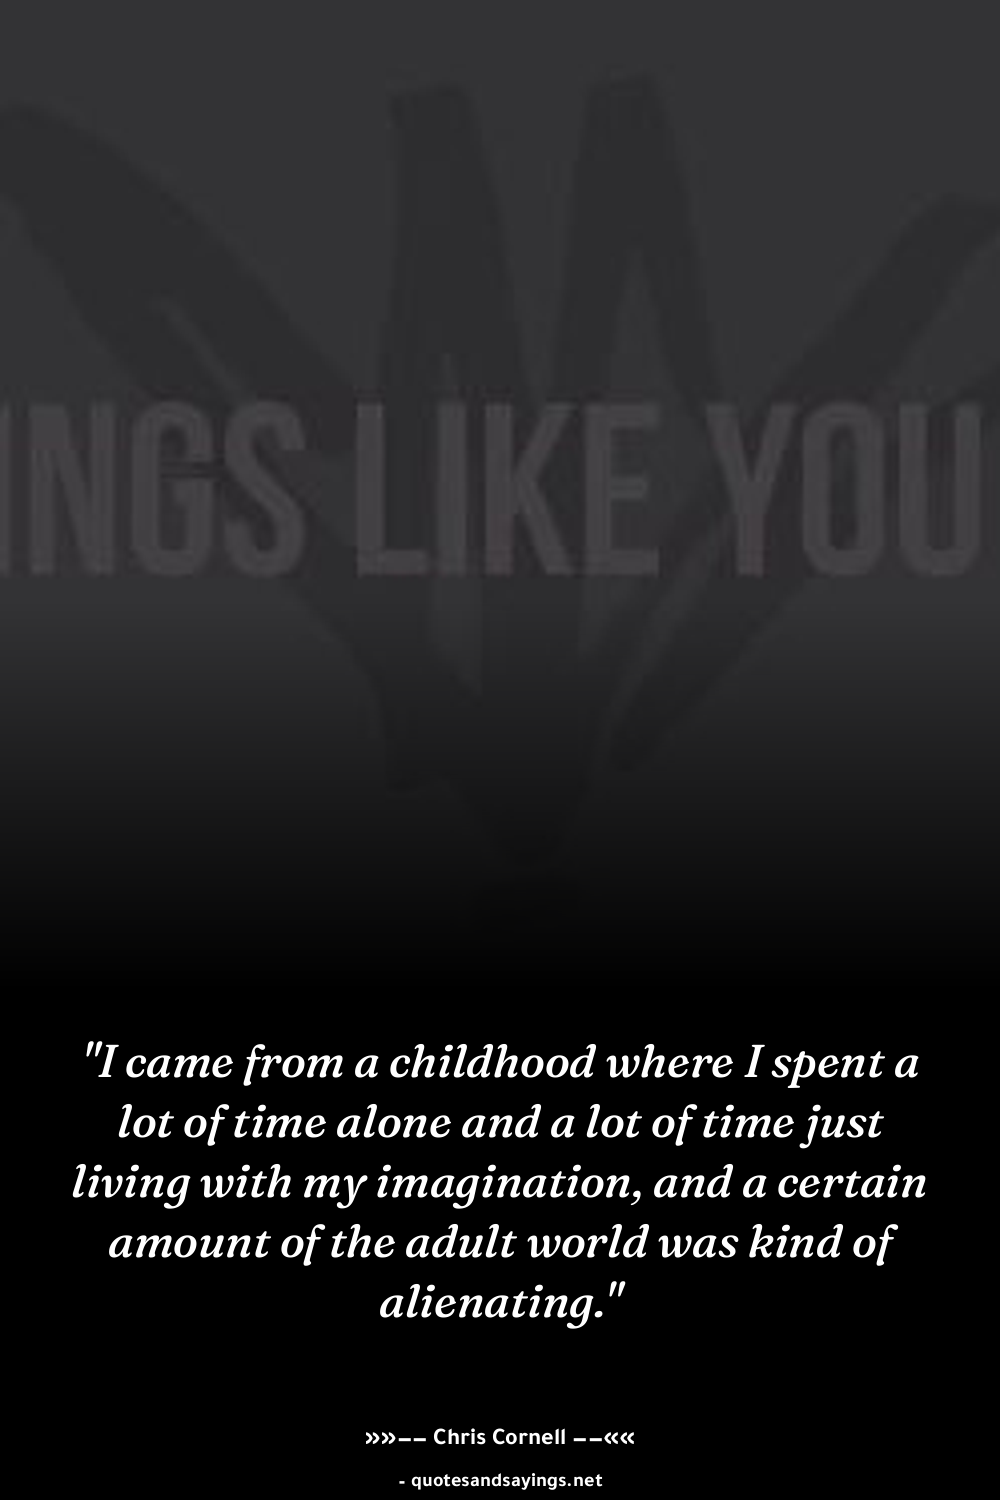 INGS LIKE YOU
"I came from a childhood where I spent a
lot of time alone and a lot of time just
living with my imagination, and a certain
amount of the adult world was kind of
alienating."
»»−− Chris Cornell −−««
- quotesandsayings.net